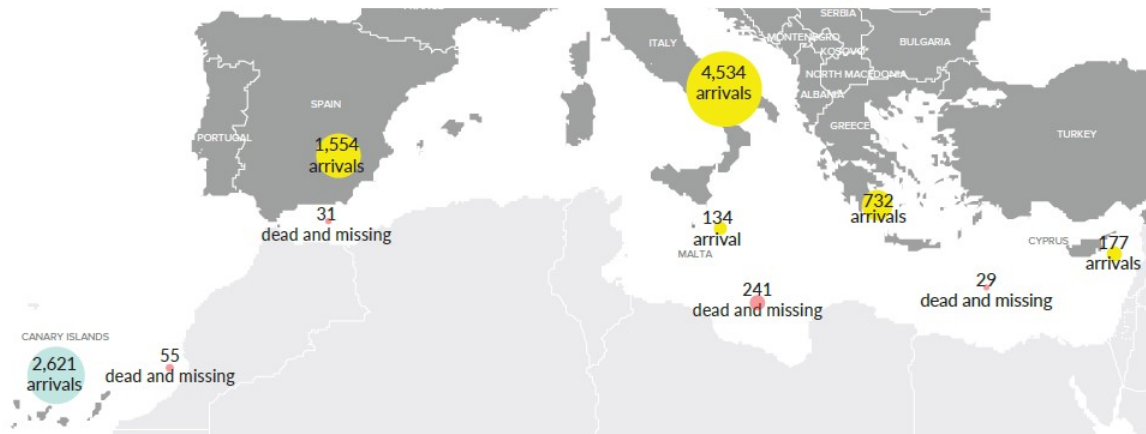 SERBIA
ITALY
MONTENEGRO
BULGARIA
KOSOVO*
4,534
arrivals
NORTH MACEDONIA
ALBANIA
SPAIN
PORTUGAL
GREECE
TURKEY
1,554
arrivals
31
dead and missing
732
arrivals
134
arrival
MALTA
CYPRUS
177
arrivals
241
dead and missing
29
dead and missing
CANARY ISLANDS
2,621
arrivals
55
dead and missing